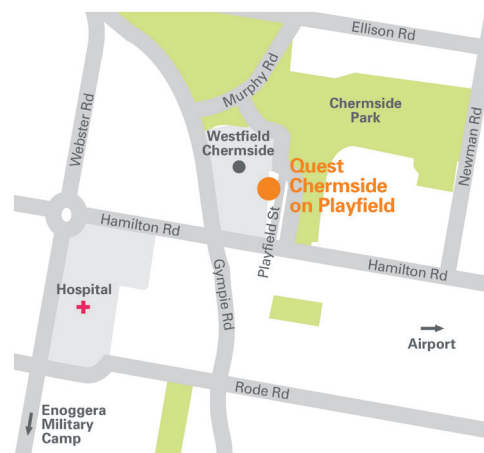 Ellison Rd
Murphy Rd
Webster Rd
Chermside
Park
Newman Rd
Westfield
Chermside
Quest
Chermside
on Playfield
Playfield St
Hamilton Rd
Gympie Rd
Hamilton Rd
Hospital
Airport
Rode Rd
Enoggera
Military
Camp